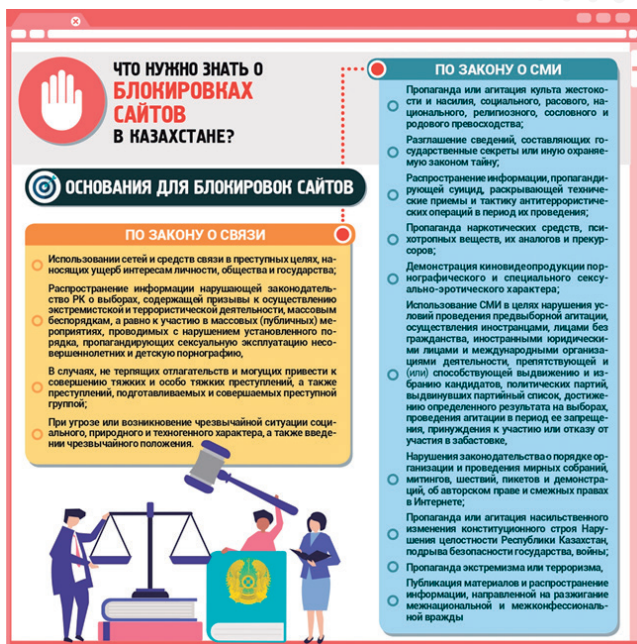 ЧТО НУЖНО ЗНАТЬ О
БЛОКИРОВКАХ
САЙТОВ
В КАЗАХСТАНЕ?
ОСНОВАНИЯ ДЛЯ БЛОКИРОВОК САЙТОВ
ПО ЗАКОНУ О СВЯЗИ
Использовании сетей и средств связи в преступных целях, на-
носящих ущерб интересам личности, общества и государства;
Распространение информации нарушающей законодатель-
ство РК о выборах, содержащей призывы к осуществлению
экстремистской и террористической деятельности, массовым
беспорядкам, а равно к участию в массовых (публичных) ме-
роприятиях, проводимых с нарушением установленного по-
рядка, пропагандирующих сексуальную эксплуатацию несо-
вершеннолетних и детскую порнографию,
В случаях, не терпящих отлагательств и могущих привести к
совершению тяжких и особо тяжких преступлений, а также
преступлений, подготавливаемых и совершаемых преступной
группой;
При угрозе или возникновение чрезвычайной ситуации соци-
ального, природного и техногенного характера, а также введе-
нии чрезвычайного положения.
ПО ЗАКОНУ О СМИ
Пропаганда или агитация культа жестоко-
сти и насилия, социального, расового, на-
ционального, религиозного, сословного и
родового превосходства;
Разглашение сведений, составляющих го-
сударственные секреты или иную охраняе-
мую законом тайну;
Распространение информации, пропаганди-
рующей суицид, раскрывающей техниче-
ские приемы и тактику антитеррористиче-
ских операций в период их проведения;
Пропаганда наркотических средств, пси-
хотропных веществ, их аналогов и прекур-
соров;
Демонстрация киновидеопродукции пор-
нографического и специального сексу-
ально-эротического характера;
Использование СМИ в целях нарушения ус-
ловий проведения предвыборной агитации,
осуществления иностранцами, лицами без
гражданства, иностранными юридически-
ми лицами и международными организа-
циями деятельности, препятствующей и
(или) способствующей выдвижению и из-
бранию кандидатов, политических партий,
выдвинувших партийный список, достиже-
нию определенного результата на выборах,
проведения агитации в период ее запреще-
ния, принуждения к участию или отказу от
участия в забастовке,
Нарушения законодательства о порядке ор-
ганизации и проведения мирных собраний,
митингов, шествий, пикетов и демонстра-
ций, об авторском праве и смежных правах
в Интернете;
Пропаганда или агитация насильственного
изменения конституционного строя Нару-
шения целостности Республики Казахстан,
подрыва безопасности государства, войны;
Пропаганда экстремизма или терроризма,
Публикация материалов и распространение
информации, направленной на разжигание
межнациональной и межконфессиональ-
ной вражды